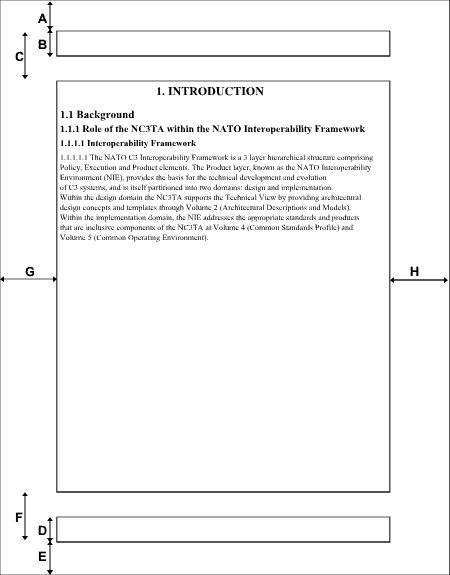 A
B
C
1. INTRODUCTION
1.1 Background
1.1.1 Role of the NC3TA within the NATO Interoperability Framework
1.1.1.1 Interoperability Framework
1.1.1.1.1 The NATO C3 Interoperability Framework is a 3 layer hierarchical structure comprising
Policy, Execution and Product elements. The Product layer, known as the NATO Interoperability
Environment (NIE), provides the basis for the technical development and evolution
of C3 systems, and is itself partitioned into two domains: design and implementation.
Within the design domain the NC3TA supports the Technical View by providing architectural
design concepts and templates through Volume 2 (Architectural Descriptions and Models).
Within the implementation domain, the NIE addresses the appropriate standards and products
that are inclusive components of the NC3TA at Volume 4 (Common Standards Profile) and
Volume 5 (Common Operating Environment).
G
H
F
D
E